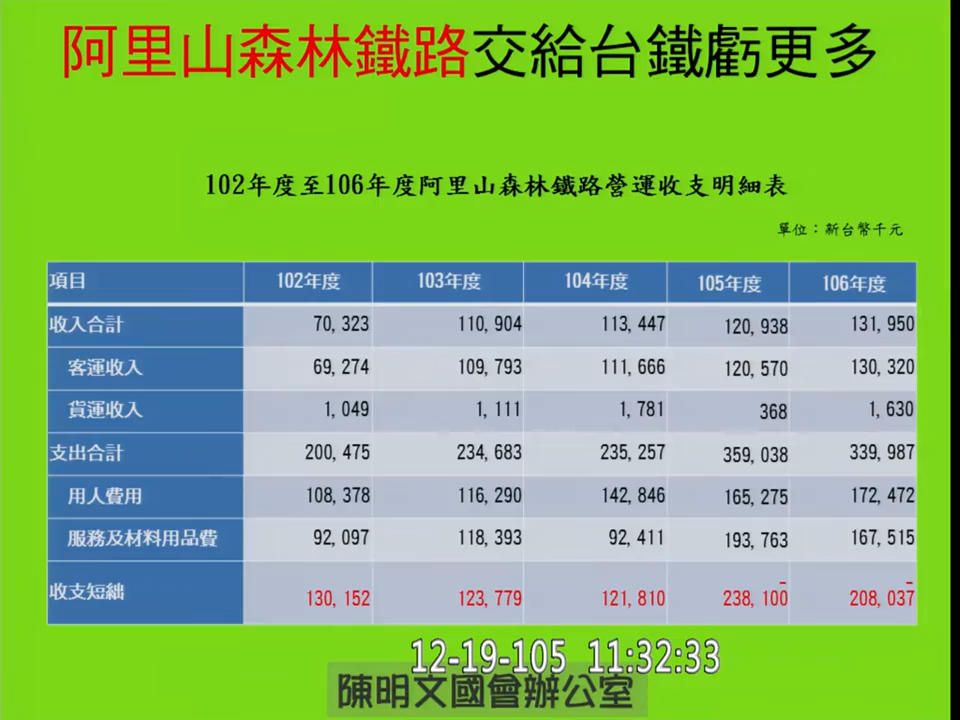 阿里山森林鐵路交給台鐵虧更多
102年度至106年度阿里山森林鐵路營運收支明細表
單位：新台幣千元
項目 102年度 103年度 104年度 105年度 106年度
收入合計 70,323 110,904 113,447 120,938 131,950
客運收入 69,274 109,793 111,666 120,570 130,320
貨運收入 1,049 1,111 1,781 368 1,630
支出合計 200,475 234,683 235,257 359,038 339,987
用人費用 108,378 116,290 142,846 165,275 172,472
服務及材料用品費 92,097 118,393 92,411 193,763 167,515
收支短絀 130,152 123,779 121,810 -238,100 -208,037
12-19-105 11:32:33
陳明文國會辦公室